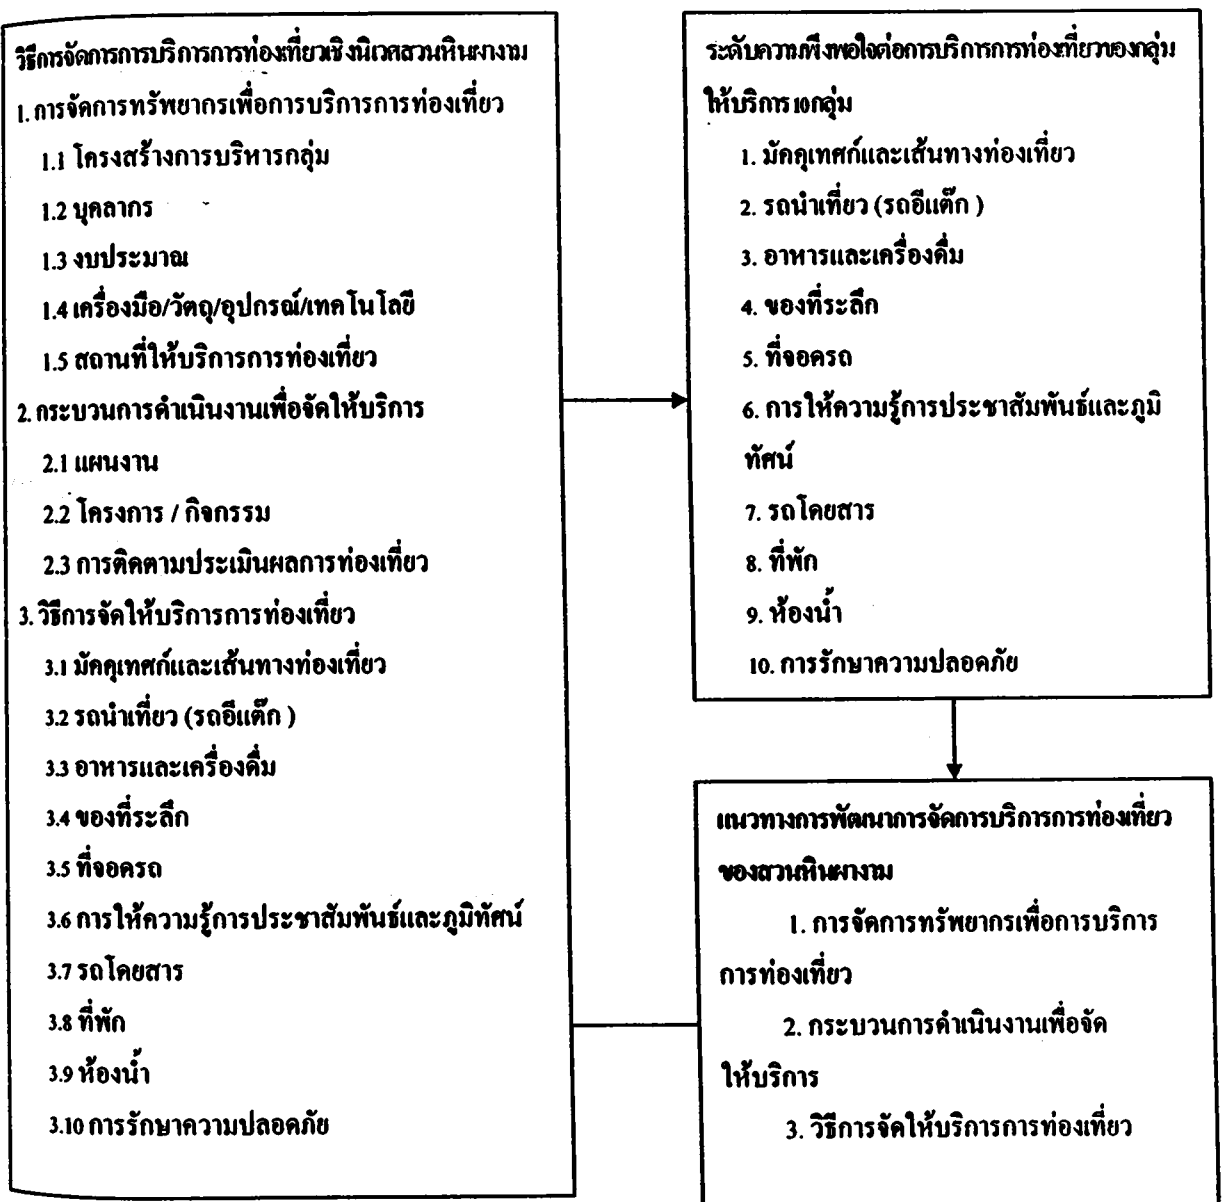 วิธีการจัดการการบริการการท่องเที่ยวเชิงนิเวศสวนหินผางาม
1. การจัดการทรัพยากรเพื่อการบริการการท่องเที่ยว
1.1 โครงสร้างการบริหารกลุ่ม
1.2 บุคลากร
1.3 งบประมาณ
1.4 เครื่องมือ/วัตถุ/อุปกรณ์/เทคโนโลยี
1.5 สถานที่ให้บริการการท่องเที่ยว
2. กระบวนการดำเนินงานเพื่อจัดให้บริการ
2.1 แผนงาน
2.2 โครงการ / กิจกรรม
2.3 การติดตามประเมินผลการท่องเที่ยว
3. วิธีการจัดให้บริการการท่องเที่ยว
3.1 มัคคุเทศก์และเส้นทางท่องเที่ยว
3.2 รถนำเที่ยว (รถอีแต๊ก )
3.3 อาหารและเครื่องดื่ม
3.4 ของที่ระลึก
3.5 ที่จอดรถ
3.6 การให้ความรู้การประชาสัมพันธ์และภูมิทัศน์
3.7 รถโดยสาร
3.8 ที่พัก
3.9 ห้องน้ำ
3.10 การรักษาความปลอดภัย
ระดับความพึงพอใจต่อการบริการการท่องเที่ยวของกลุ่ม
ให้บริการ 10กลุ่ม
1. มัคคุเทศก์และเส้นทางท่องเที่ยว
2. รถนำเที่ยว (รถอีแต๊ก )
3. อาหารและเครื่องดื่ม
4. ของที่ระลึก
5. ที่จอดรถ
6. การให้ความรู้การประชาสัมพันธ์และภูมิ
ทัศน์
7. รถโดยสาร
8. ที่พัก
9. ห้องน้ำ
10. การรักษาความปลอดภัย
แนวทางการพัฒนาการจัดการบริการการท่องเที่ยว
ของสวนหินผางาม
1. การจัดการทรัพยากรเพื่อการบริการ
การท่องเที่ยว
2. กระบวนการดำเนินงานเพื่อจัด
ให้บริการ
3. วิธีการจัดให้บริการการท่องเที่ยว